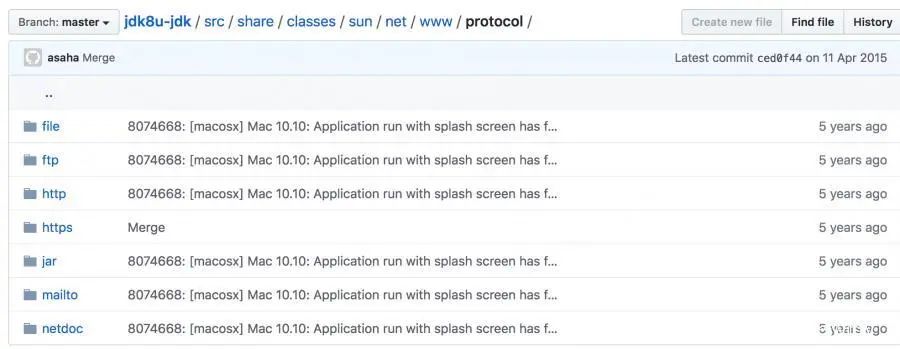 Branch: master jdk8u-jdk / src / share / classes / sun / net / www / protocol / Create new file Find file History
asaha Merge Latest commit ced0f44 on 11 Apr 2015
..
file 8074668: [macosx] Mac 10.10: Application run with splash screen has f... 5 years ago
ftp 8074668: [macosx] Mac 10.10: Application run with splash screen has f... 5 years ago
http 8074668: [macosx] Mac 10.10: Application run with splash screen has f... 5 years ago
https Merge 5 years ago
jar 8074668: [macosx] Mac 10.10: Application run with splash screen has f... 5 years ago
mailto 8074668: [macosx] Mac 10.10: Application run with splash screen has f... 5 years ago
netdoc 8074668: [macosx] Mac 10.10: Application run with splash screen has f... 5 years ago